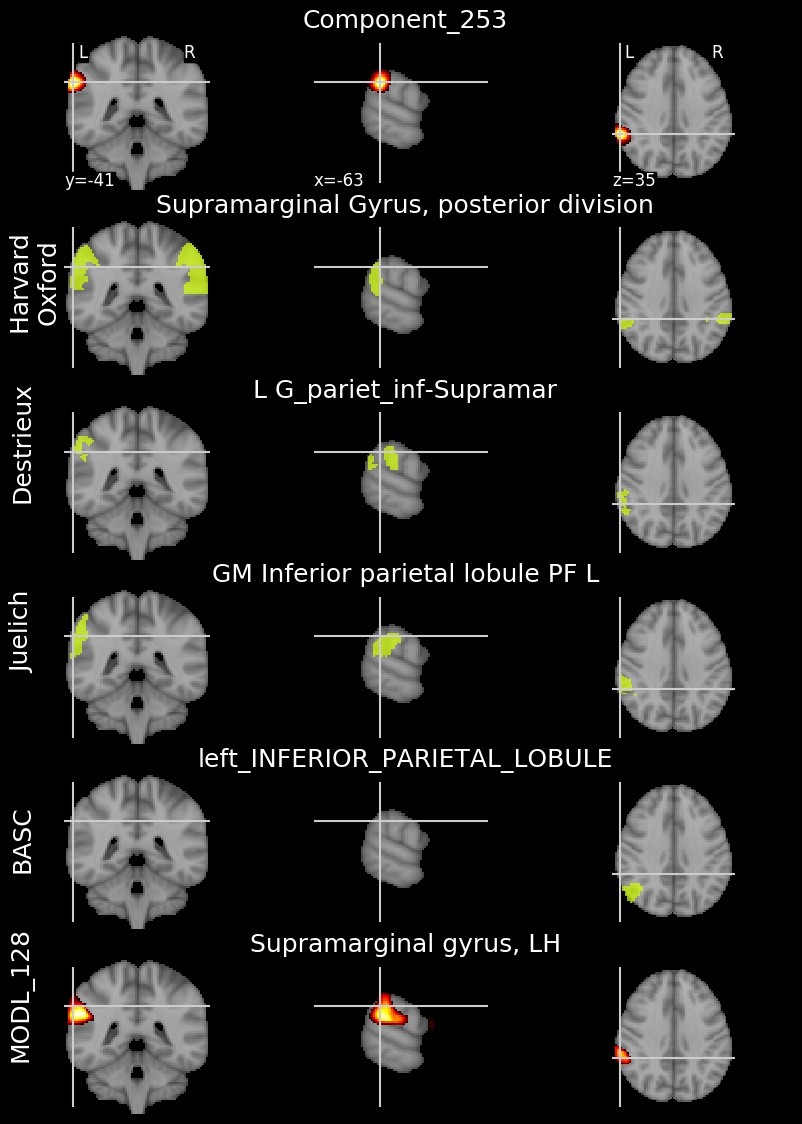 Component_253
L R
L R
y=-41
x=-63
z=35
Supramarginal Gyrus, posterior division
Harvard
Oxford
L G_pariet_inf-Supramar
Destrieux
GM Inferior parietal lobule PF L
Juelich
left_INFERIOR_PARIETAL_LOBULE
BASC
Supramarginal gyrus, LH
MODL_128